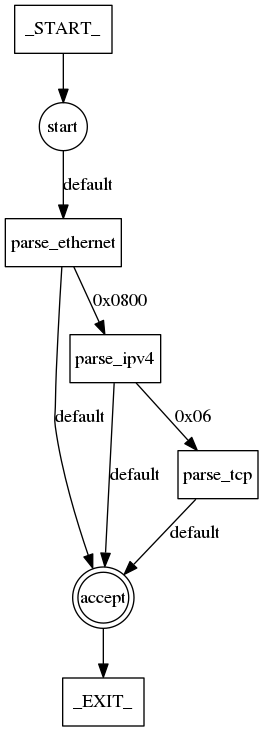 _START_
start
default
parse_ethernet
0x0800
parse_ipv4
default
0x06
default
parse_tcp
default
accept
_EXIT_